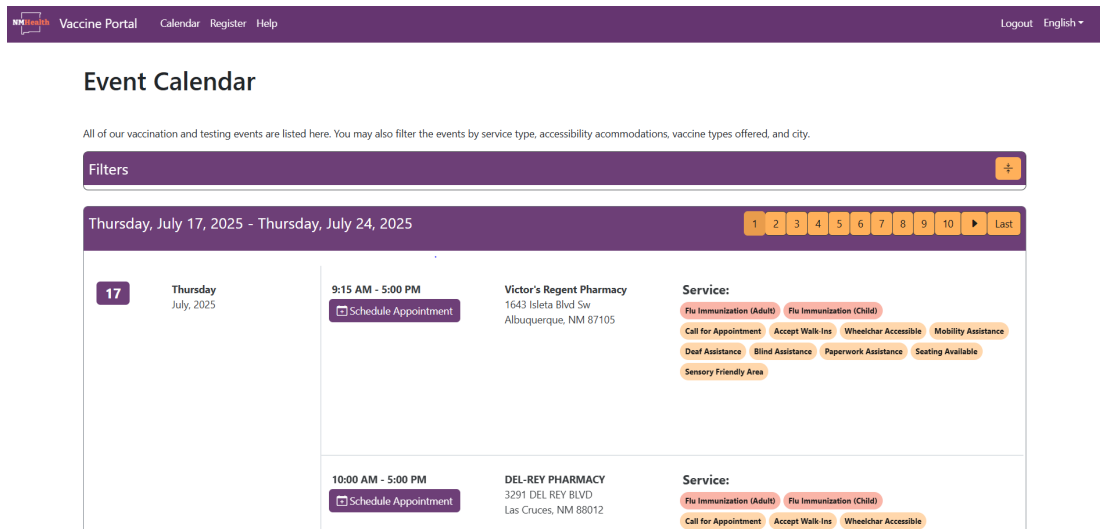 NMHealth Vaccine Portal Calendar Register Help Logout English
Event Calendar
All of our vaccination and testing events are listed here. You may also filter the events by service type, accessibility acommodations, vaccine types offered, and city.
Filters
Thursday, July 17, 2025 - Thursday, July 24, 2025 1 2 3 4 5 6 7 8 9 10 Last
17 Thursday
July, 2025
9:15 AM - 5:00 PM
Schedule Appointment
Victor's Regent Pharmacy
1643 Isleta Blvd Sw
Albuquerque, NM 87105
Service:
Flu Immunization (Adult) Flu Immunization (Child)
Call for Appointment Accept Walk-Ins Wheelchar Accessible Mobility Assistance
Deaf Assistance Blind Assistance Paperwork Assistance Seating Available
Sensory Friendly Area
10:00 AM - 5:00 PM
Schedule Appointment
DEL-REY PHARMACY
3291 DEL REY BLVD
Las Cruces, NM 88012
Service:
Flu Immunization (Adult) Flu Immunization (Child)
Call for Appointment Accept Walk-Ins Wheelchar Accessible